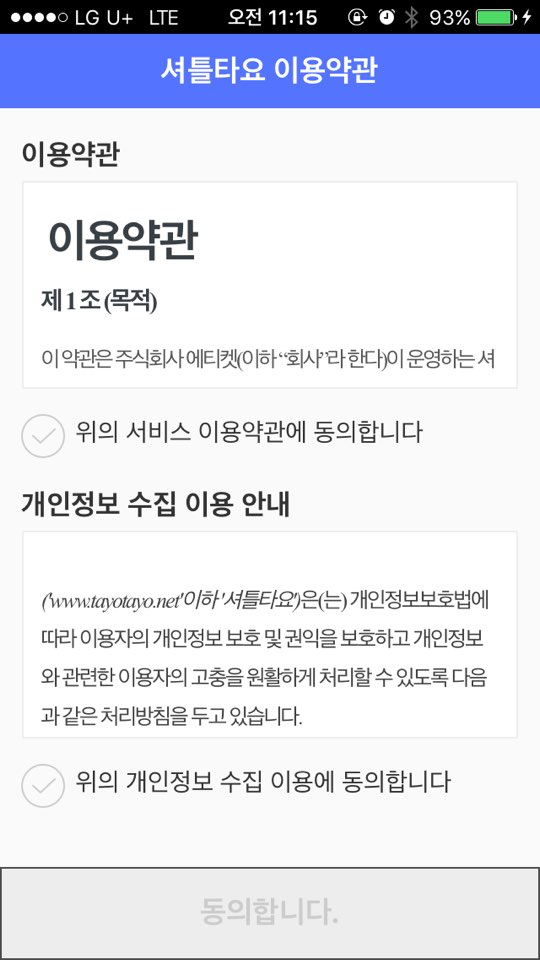 LG U+ LTE 오전 11:15 93%
셔틀타요 이용약관
이용약관
이용약관
제 1 조 (목적)
이 약관은 주식회사 에티켓(이하 “회사”라 한다)이 운영하는 셔
위의 서비스 이용약관에 동의합니다
개인정보 수집 이용 안내
('www.tayotayo.net'이하 '셔틀타요')은(는) 개인정보보호법에
따라 이용자의 개인정보 보호 및 권익을 보호하고 개인정보
와 관련한 이용자의 고충을 원활하게 처리할 수 있도록 다음
과 같은 처리방침을 두고 있습니다.
위의 개인정보 수집 이용에 동의합니다
동의합니다.